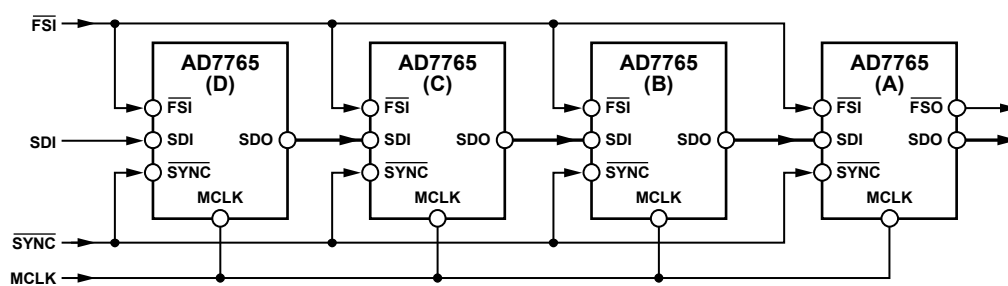 FSI
AD7765
(D)
FSI
SDI
SYNC
SDO
MCLK
AD7765
(C)
FSI
SDI
SYNC
SDO
MCLK
AD7765
(B)
FSI
SDI
SYNC
SDO
MCLK
AD7765
(A)
FSI
SDI
SYNC
FSO
SDO
MCLK
SDI
SYNC
MCLK